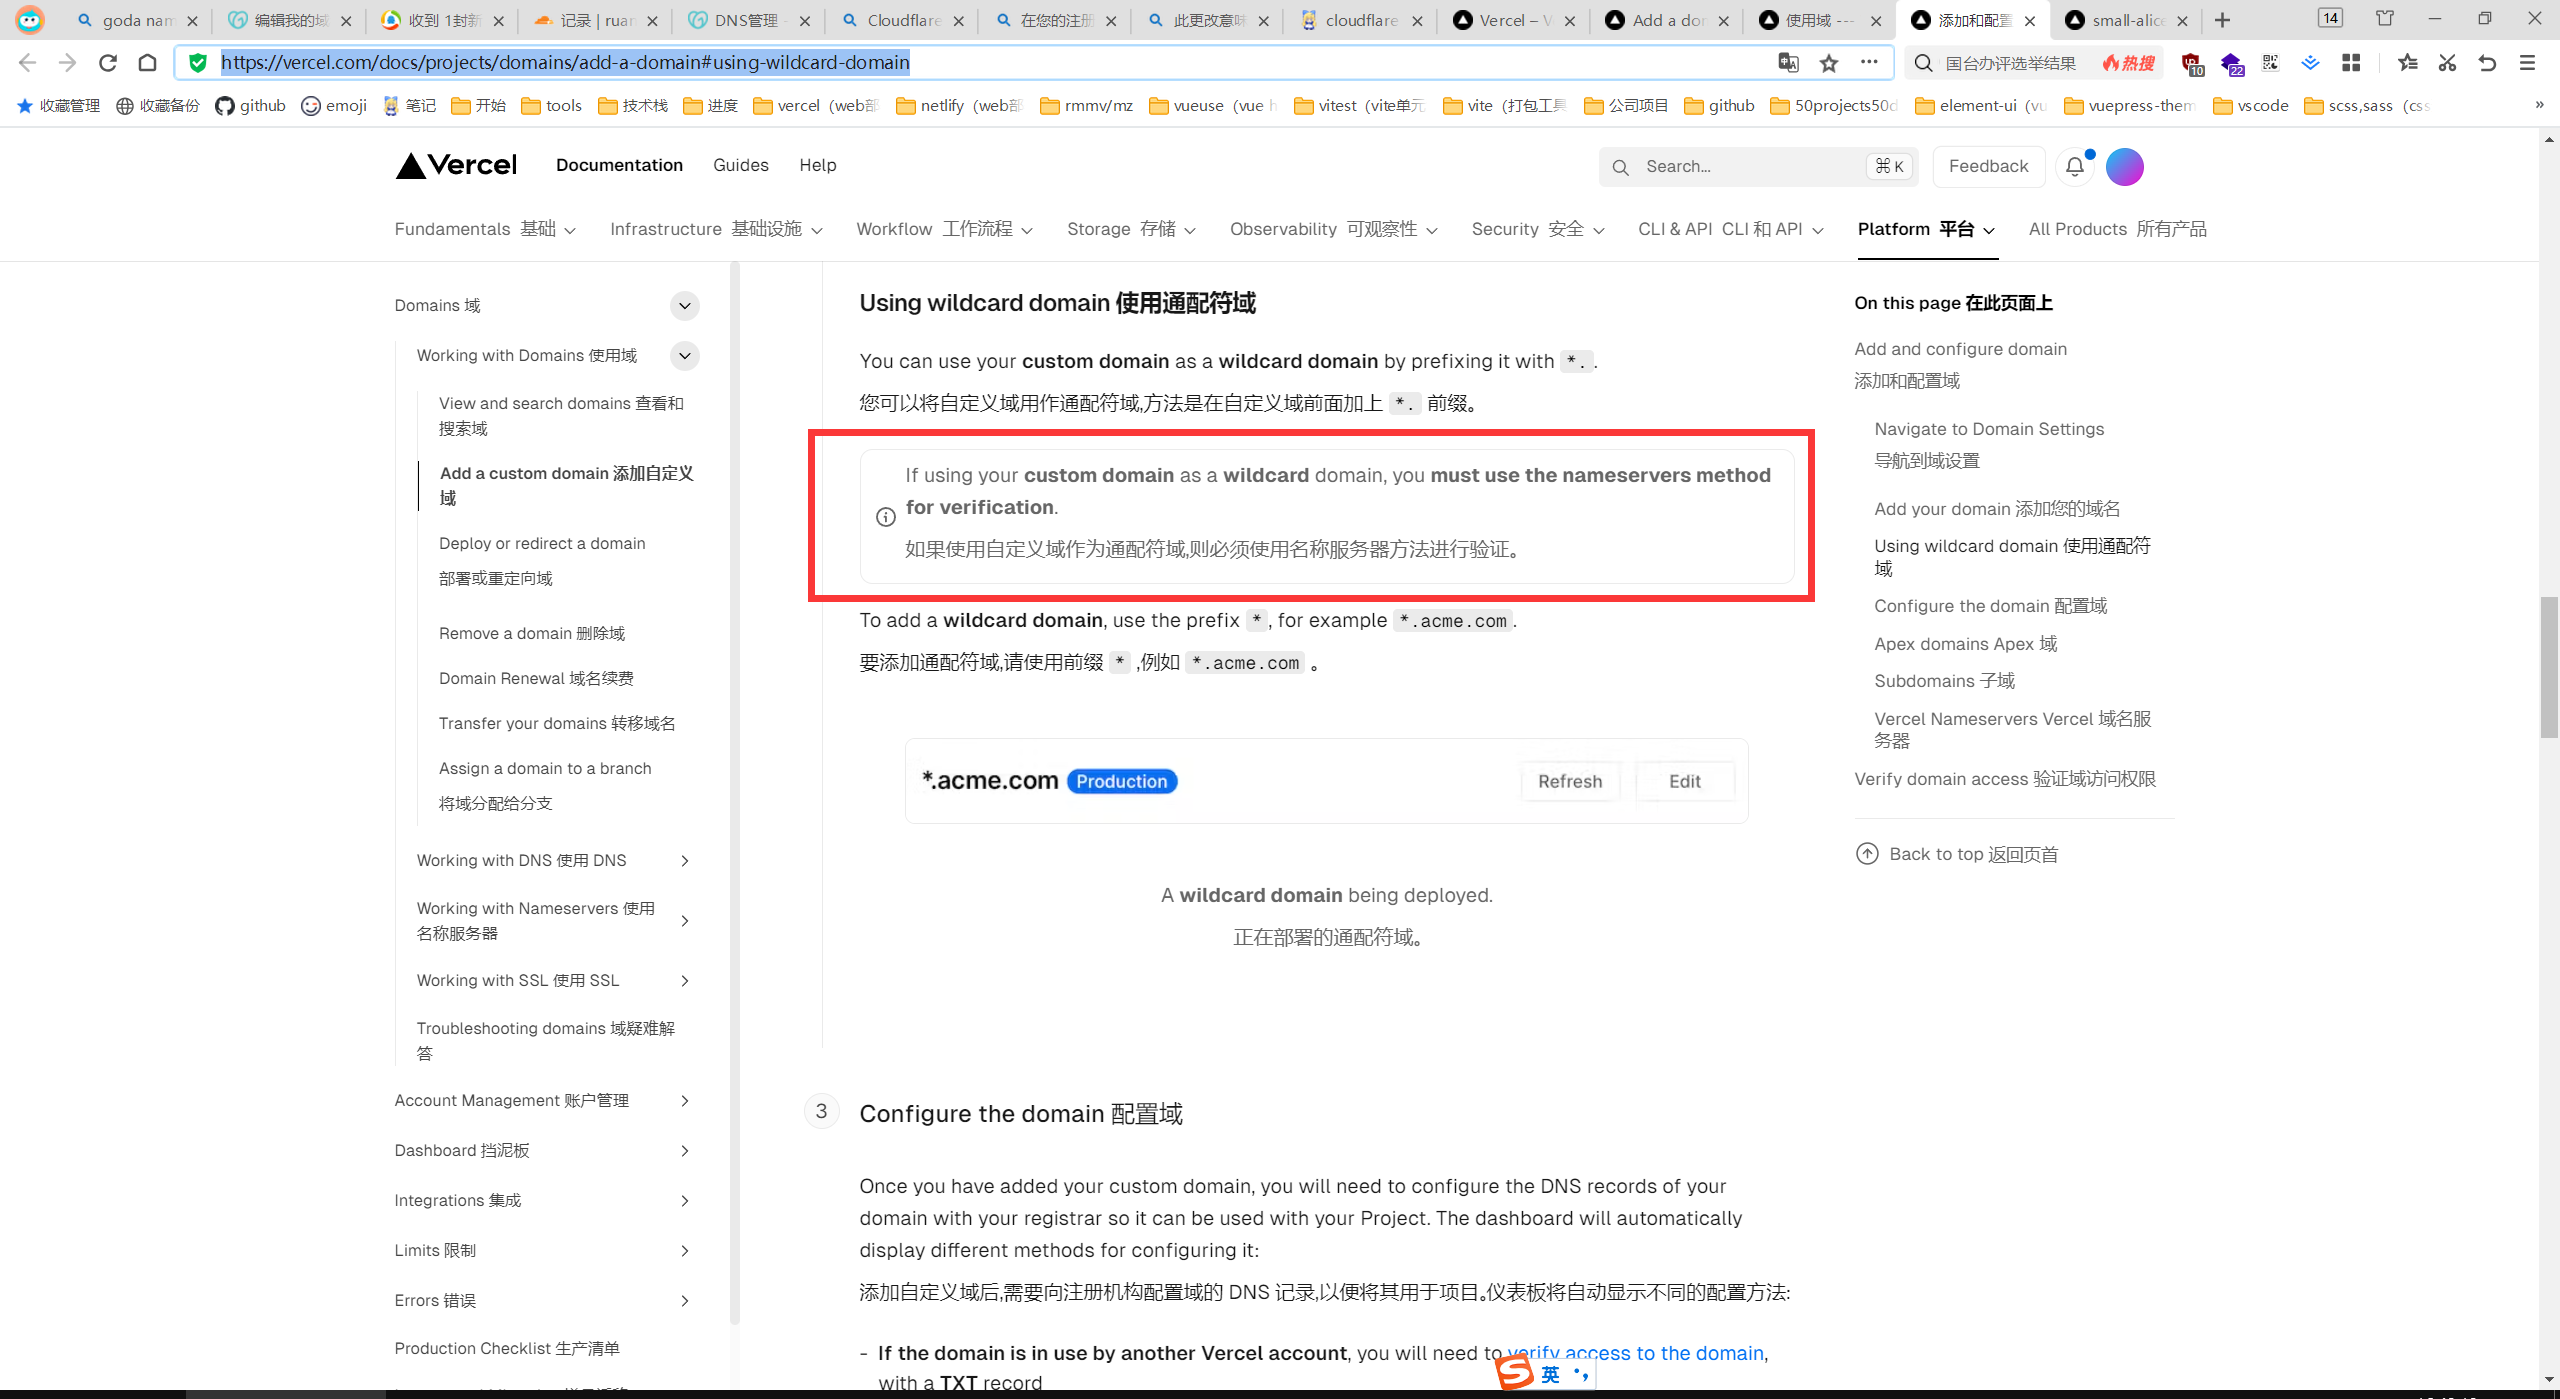 goda nam
编辑我的域
收到 1封新
记录 | ruan
DNS管理 -
Cloudflare
在您的注册
此更改意味
cloudflare
Vercel – V
Add a dom
使用域 ---
添加和配置
small-alice
14
https://vercel.com/docs/projects/domains/add-a-domain#using-wildcard-domain
国台办评选举结果
热搜
10
22
收藏管理
收藏备份
github
emoji
笔记
开始
tools
技术栈
进度
vercel（web部
netlify（web部
rmmv/mz
vueuse（vue h
vitest（vite单元
vite（打包工具
公司项目
github
50projects50d
element-ui（vu
vuepress-them
vscode
scss,sass（css
»
Vercel
Documentation
Guides
Help
Search...
⌘ K
Feedback
Fundamentals 基础
Infrastructure 基础设施
Workflow 工作流程
Storage 存储
Observability 可观察性
Security 安全
CLI & API CLI 和 API
Platform 平台
All Products 所有产品
Domains 域
Working with Domains 使用域
View and search domains 查看和
搜索域
Add a custom domain 添加自定义
域
Deploy or redirect a domain
部署或重定向域
Remove a domain 删除域
Domain Renewal 域名续费
Transfer your domains 转移域名
Assign a domain to a branch
将域分配给分支
Working with DNS 使用 DNS
Working with Nameservers 使用
名称服务器
Working with SSL 使用 SSL
Troubleshooting domains 域疑难解
答
Account Management 账户管理
Dashboard 挡泥板
Integrations 集成
Limits 限制
Errors 错误
Production Checklist 生产清单
Using wildcard domain 使用通配符域
You can use your custom domain as a wildcard domain by prefixing it with *. .
您可以将自定义域用作通配符域,方法是在自定义域前面加上 *. 前缀。
If using your custom domain as a wildcard domain, you must use the nameservers method
for verification.
如果使用自定义域作为通配符域,则必须使用名称服务器方法进行验证。
To add a wildcard domain, use the prefix * , for example *.acme.com .
要添加通配符域,请使用前缀 * ,例如 *.acme.com 。
*.acme.com
Production
Refresh
Edit
A wildcard domain being deployed.
正在部署的通配符域。
3
Configure the domain 配置域
Once you have added your custom domain, you will need to configure the DNS records of your
domain with your registrar so it can be used with your Project. The dashboard will automatically
display different methods for configuring it:
添加自定义域后,需要向注册机构配置域的 DNS 记录,以便将其用于项目。仪表板将自动显示不同的配置方法:
- If the domain is in use by another Vercel account, you will need to verify access to the domain,
with a TXT record
On this page 在此页面上
Add and configure domain
添加和配置域
Navigate to Domain Settings
导航到域设置
Add your domain 添加您的域名
Using wildcard domain 使用通配符
域
Configure the domain 配置域
Apex domains Apex 域
Subdomains 子域
Vercel Nameservers Vercel 域名服
务器
Verify domain access 验证域访问权限
Back to top 返回页首
英